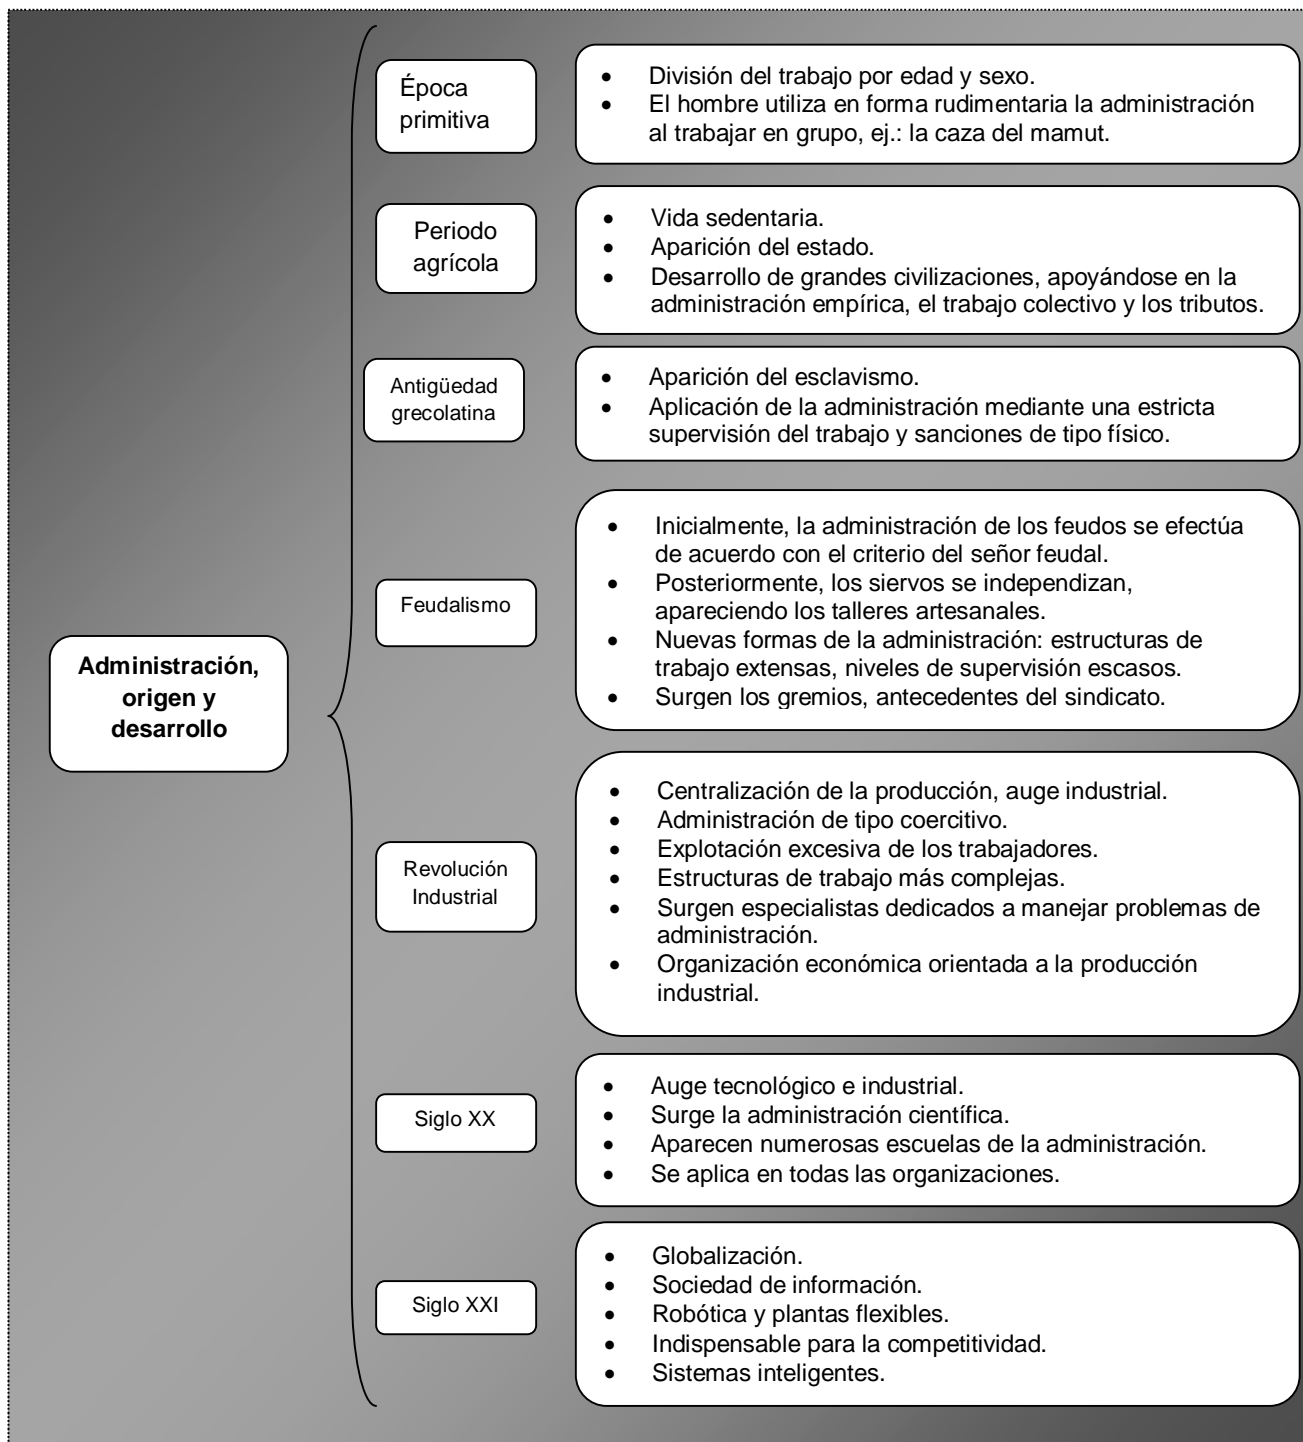 Época
primitiva
• División del trabajo por edad y sexo.
• El hombre utiliza en forma rudimentaria la administración
al trabajar en grupo, ej.: la caza del mamut.
Periodo
agrícola
• Vida sedentaria.
• Aparición del estado.
• Desarrollo de grandes civilizaciones, apoyándose en la
administración empírica, el trabajo colectivo y los tributos.
Antigüedad
grecolatina
• Aparición del esclavismo.
• Aplicación de la administración mediante una estricta
supervisión del trabajo y sanciones de tipo físico.
Feudalismo
• Inicialmente, la administración de los feudos se efectúa
de acuerdo con el criterio del señor feudal.
• Posteriormente, los siervos se independizan,
apareciendo los talleres artesanales.
• Nuevas formas de la administración: estructuras de
trabajo extensas, niveles de supervisión escasos.
• Surgen los gremios, antecedentes del sindicato.
Administración,
origen y
desarrollo
Revolución
Industrial
• Centralización de la producción, auge industrial.
• Administración de tipo coercitivo.
• Explotación excesiva de los trabajadores.
• Estructuras de trabajo más complejas.
• Surgen especialistas dedicados a manejar problemas de
administración.
• Organización económica orientada a la producción
industrial.
Siglo XX
• Auge tecnológico e industrial.
• Surge la administración científica.
• Aparecen numerosas escuelas de la administración.
• Se aplica en todas las organizaciones.
Siglo XXI
• Globalización.
• Sociedad de información.
• Robótica y plantas flexibles.
• Indispensable para la competitividad.
• Sistemas inteligentes.